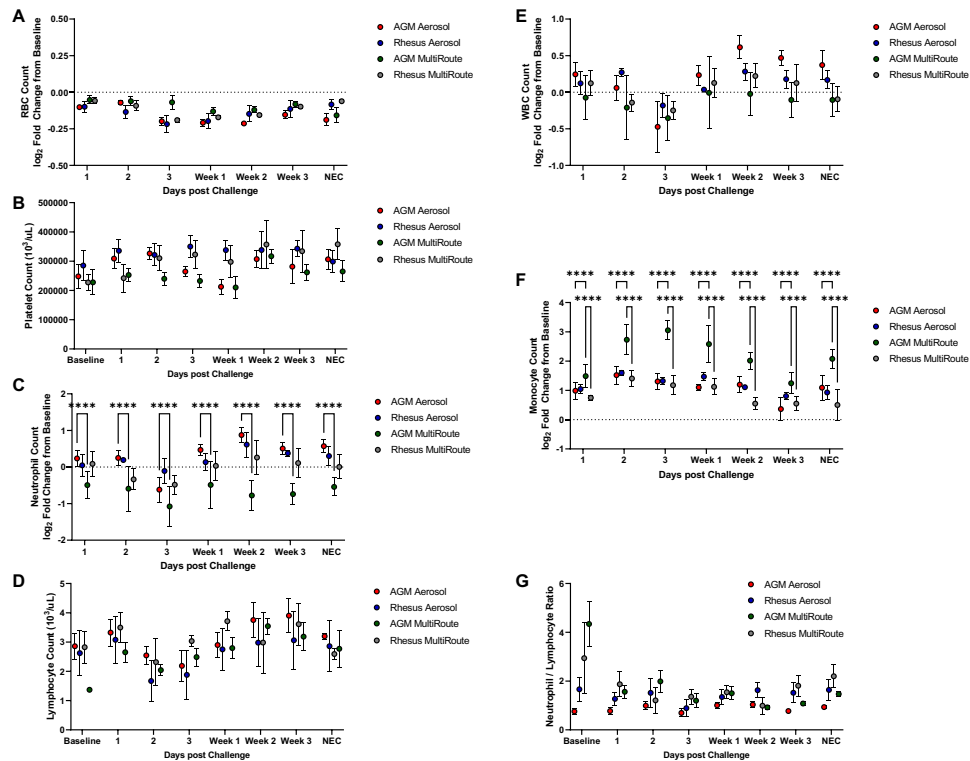 A
RBC Count
log2 Fold Change from Baseline
0.50
0.25
0.00
-0.25
-0.50
1 2 3 Week 1 Week 2 Week 3 NEC
Days post Challenge
AGM Aerosol
Rhesus Aerosol
AGM MultiRoute
Rhesus MultiRoute
B
Platelet Count (10³/uL)
500000
400000
300000
200000
100000
0
Baseline 1 2 3 Week 1 Week 2 Week 3 NEC
Days post Challenge
AGM Aerosol
Rhesus Aerosol
AGM MultiRoute
Rhesus MultiRoute
C
Neutrophil Count
log2 Fold Change from Baseline
2
1
0
-1
-2
**** **** **** **** **** **** ****
1 2 3 Week 1 Week 2 Week 3 NEC
Days post Challenge
AGM Aerosol
Rhesus Aerosol
AGM MultiRoute
Rhesus MultiRoute
D
Lymphocyte Count (10³/uL)
6
5
4
3
2
1
0
Baseline 1 2 3 Week 1 Week 2 Week 3 NEC
Days post Challenge
AGM Aerosol
Rhesus Aerosol
AGM MultiRoute
Rhesus MultiRoute
E
WBC Count
log2 Fold Change from Baseline
1.0
0.5
0.0
-0.5
-1.0
1 2 3 Week 1 Week 2 Week 3 NEC
Days post Challenge
AGM Aerosol
Rhesus Aerosol
AGM MultiRoute
Rhesus MultiRoute
F
Monocyte Count
log2 Fold Change from Baseline
**** **** **** **** **** **** ****
**** **** **** **** **** **** ****
4
3
2
1
0
-1
1 2 3 Week 1 Week 2 Week 3 NEC
Days post Challenge
AGM Aerosol
Rhesus Aerosol
AGM MultiRoute
Rhesus MultiRoute
G
Neutrophil / Lymphocyte Ratio
6
4
2
0
Baseline 1 2 3 Week 1 Week 2 Week 3 NEC
Days post Challenge
AGM Aerosol
Rhesus Aerosol
AGM MultiRoute
Rhesus MultiRoute